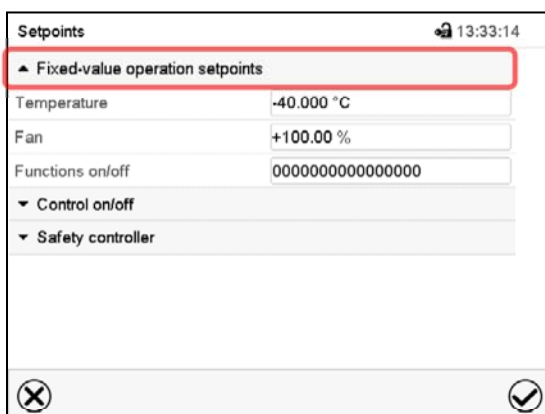 Setpoints 13:33:14
Fixed-value operation setpoints
Temperature -40.000 °C
Fan +100.00 %
Functions on/off 0000000000000000
Control on/off
Safety controller